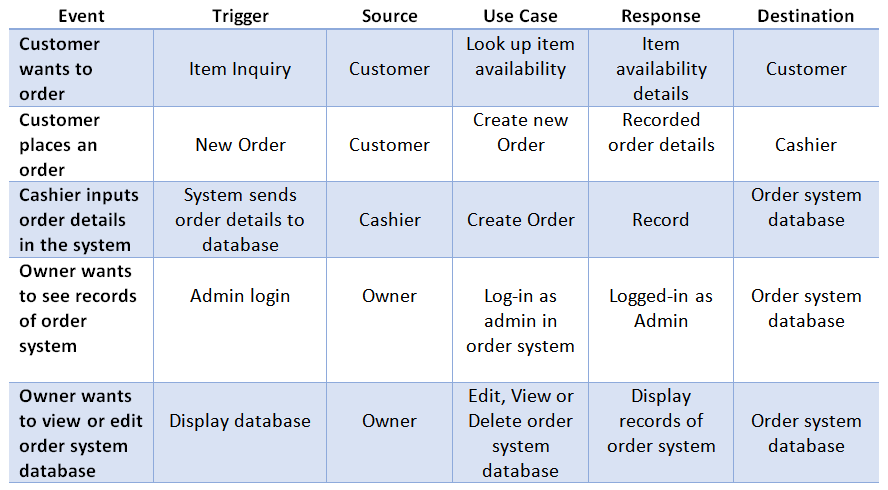 Event Trigger Source Use Case Response Destination
Customer
wants to
order
Item Inquiry
Customer
Look up item
availability
Item
availability
details
Customer
Customer
places an
order
New Order
Customer
Create new
Order
Recorded
order details
Cashier
Cashier inputs
order details
in the system
System sends
order details to
database
Cashier
Create Order
Record
Order system
database
Owner wants
to see records
of order
system
Admin login
Owner
Log-in as
admin in
order system
Logged-in as
Admin
Order system
database
Owner wants
to view or edit
order system
database
Display database
Owner
Edit, View or
Delete order
system
database
Display
records of
order system
Order system
database